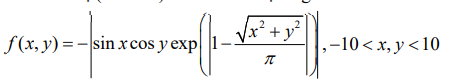 f(x, y) = -|sin x cos y exp(|1 - √(x² + y²)/π|)|, -10 < x, y < 10